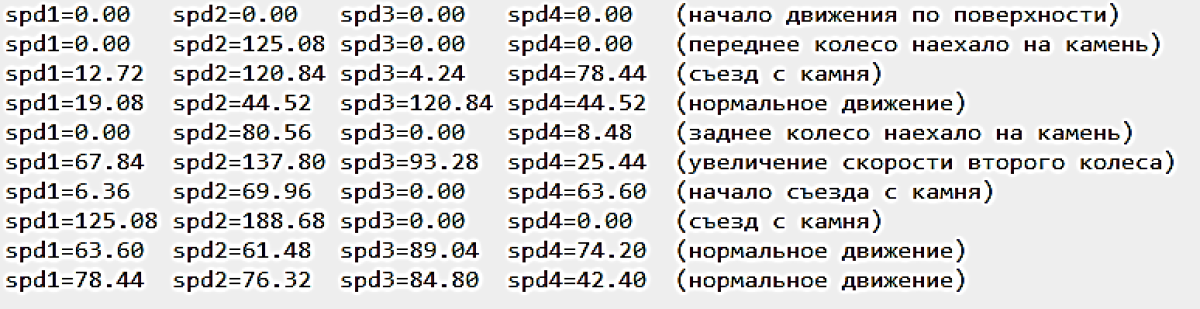 spd1=0.00 spd2=0.00 spd3=0.00 spd4=0.00 (начало движения по поверхности)
spd1=0.00 spd2=125.08 spd3=0.00 spd4=0.00 (переднее колесо наехало на камень)
spd1=12.72 spd2=120.84 spd3=4.24 spd4=78.44 (съезд с камня)
spd1=19.08 spd2=44.52 spd3=120.84 spd4=44.52 (нормальное движение)
spd1=0.00 spd2=80.56 spd3=0.00 spd4=8.48 (заднее колесо наехало на камень)
spd1=67.84 spd2=137.80 spd3=93.28 spd4=25.44 (увеличение скорости второго колеса)
spd1=6.36 spd2=69.96 spd3=0.00 spd4=63.60 (начало съезда с камня)
spd1=125.08 spd2=188.68 spd3=0.00 spd4=0.00 (съезд с камня)
spd1=63.60 spd2=61.48 spd3=89.04 spd4=74.20 (нормальное движение)
spd1=78.44 spd2=76.32 spd3=84.80 spd4=42.40 (нормальное движение)